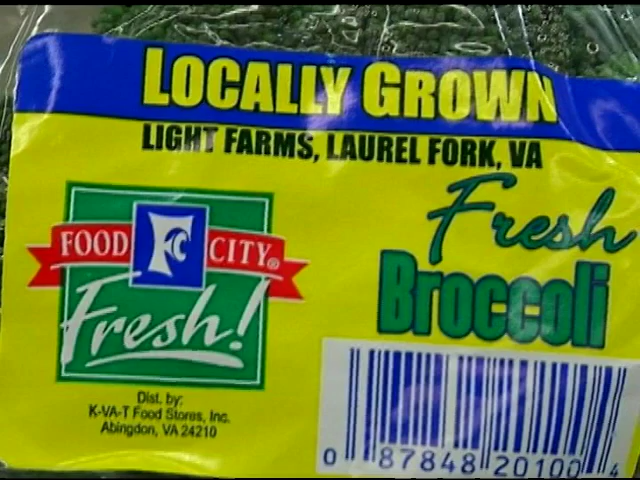 LOCALLY GROWN
LIGHT FARMS, LAUREL FORK, VA
FOOD FC CITY®
Fresh!
Dist. by:
K-VA-T Food Stores, Inc.
Abingdon, VA 24210
Fresh
Broccoli
0 87848 20100 4